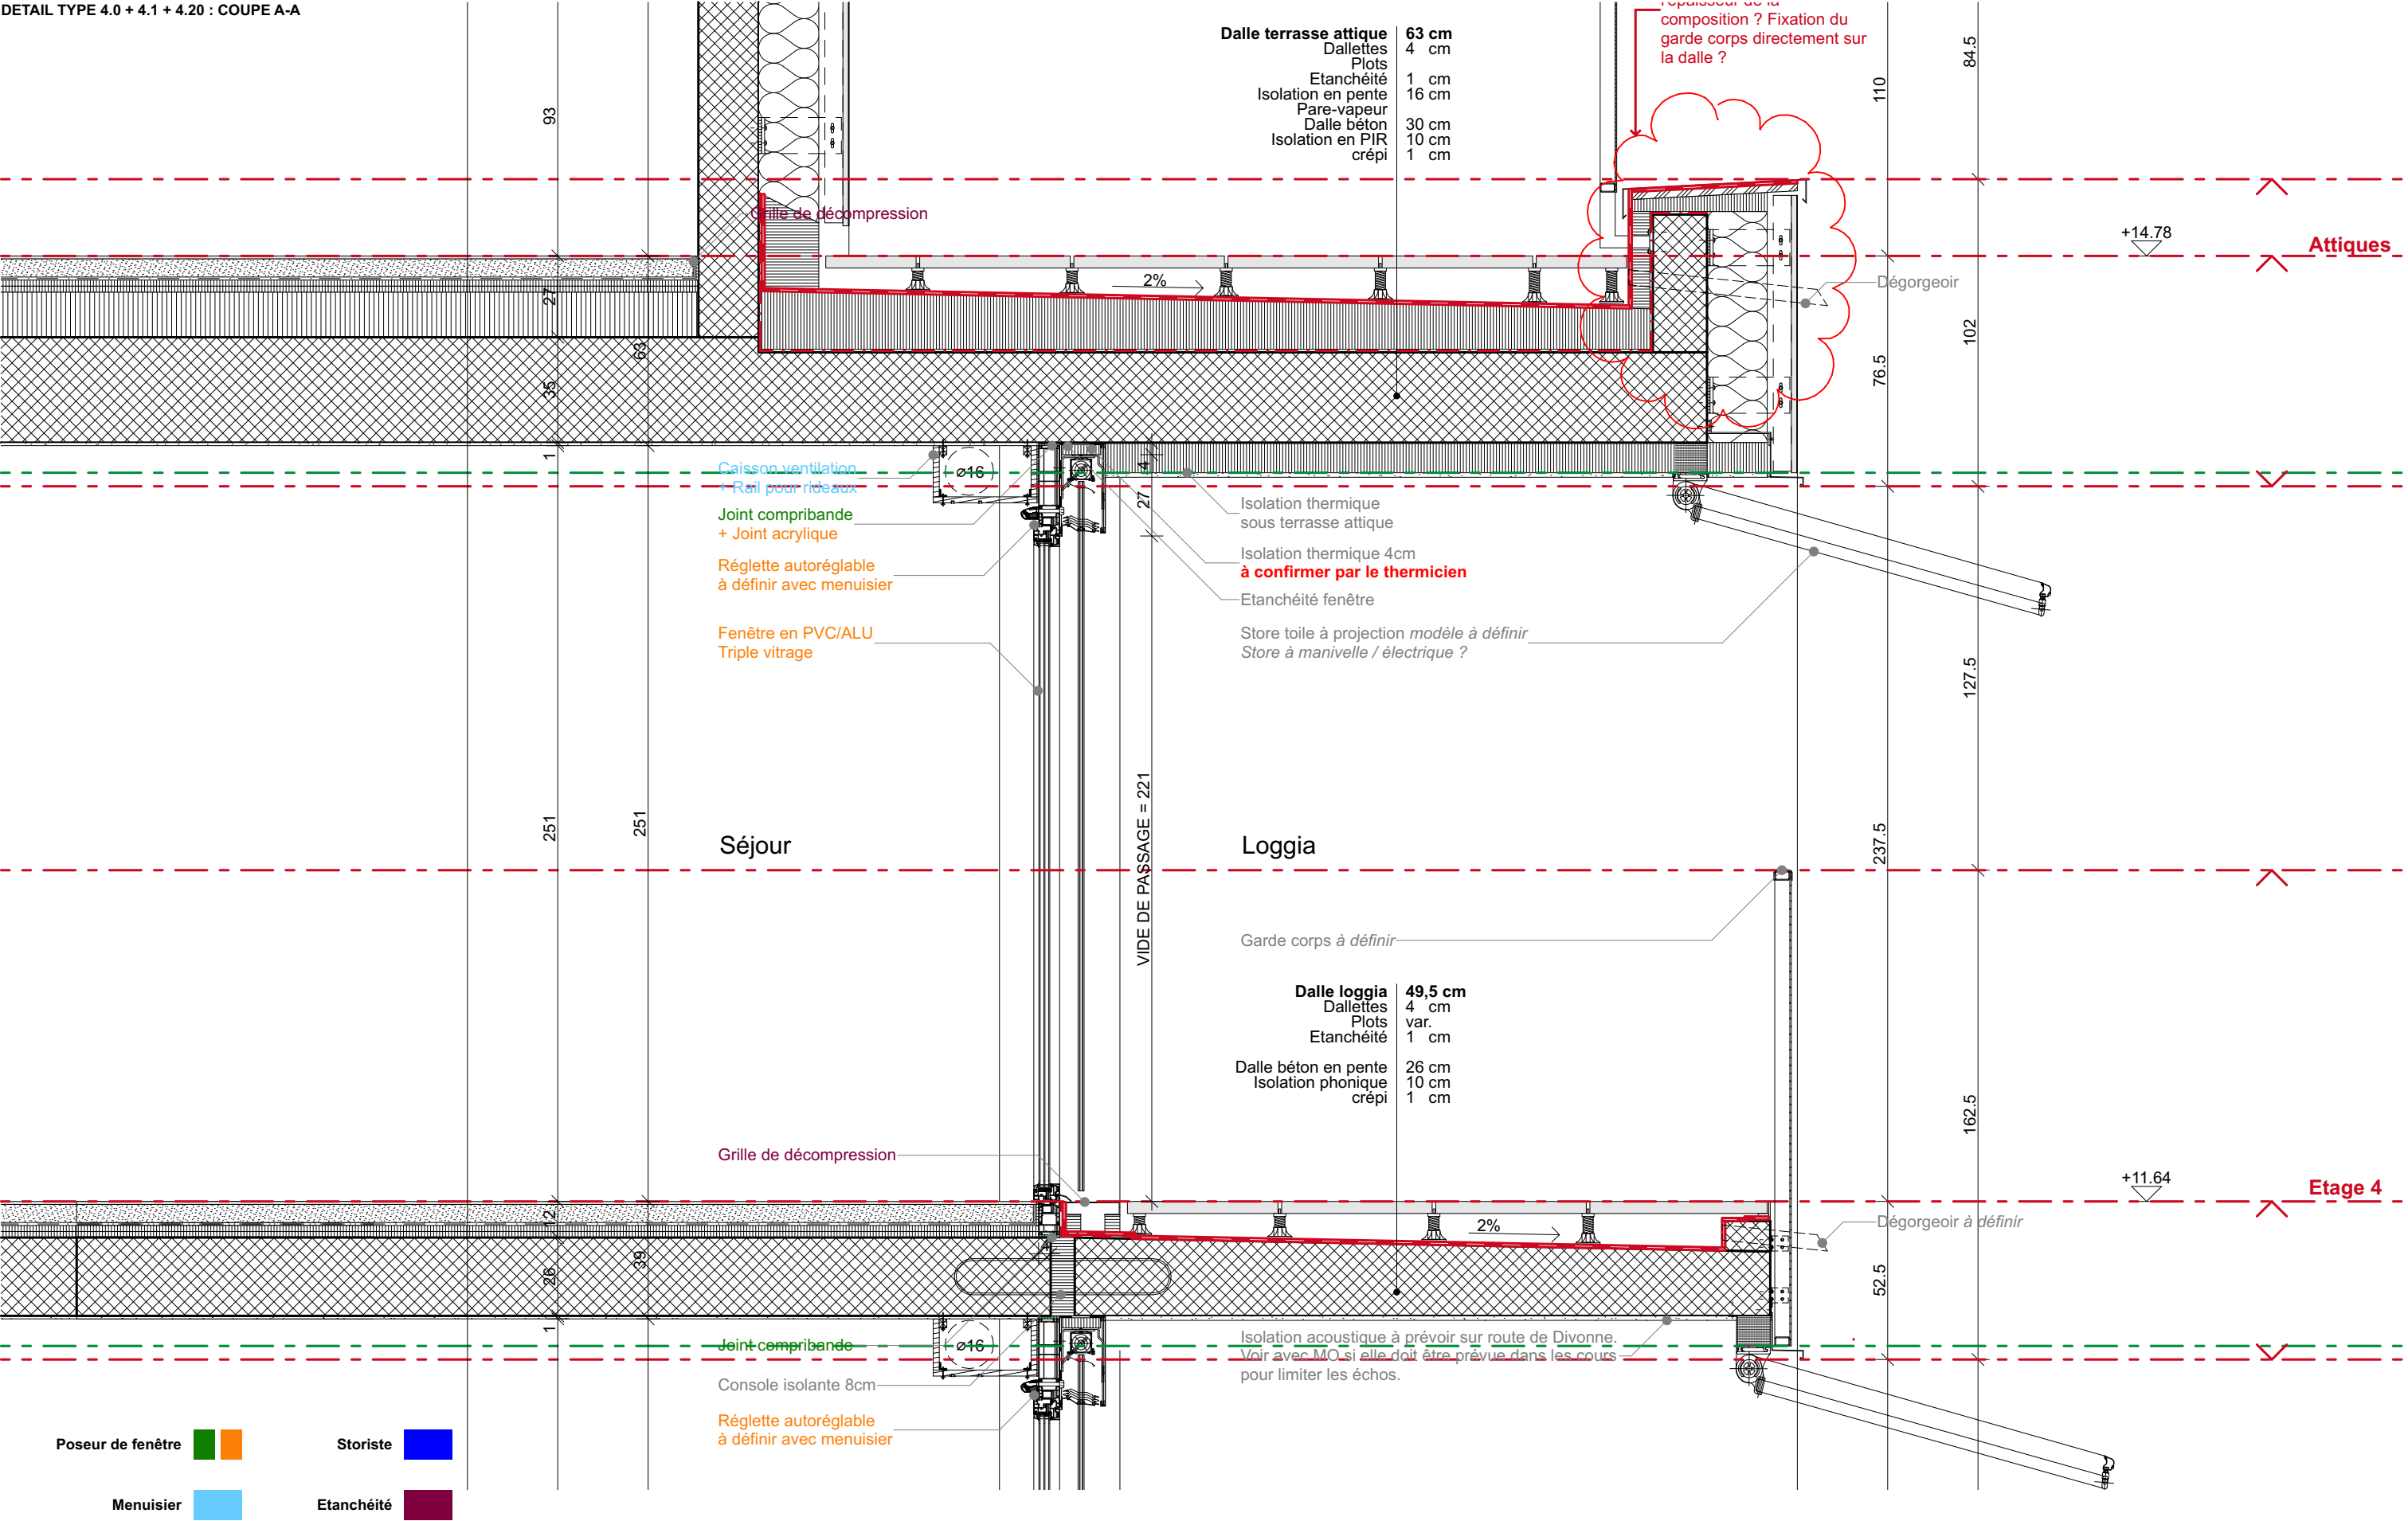 DETAIL TYPE 4.0 + 4.1 + 4.20 : COUPE A-A
composition ? Fixation du
garde corps directement sur
la dalle ?
Dalle terrasse attique 63 cm
Dallettes 4 cm
Plots
Etanchéité 1 cm
Isolation en pente 16 cm
Pare-vapeur
Dalle béton 30 cm
Isolation en PIR 10 cm
crépi 1 cm
84.5
110
93
Grille de décompression
+14.78
Attiques
2%
Dégorgeoir
27
63
35
102
76.5
1
Caisson ventilation
+ Rail pour rideaux
⌀16
4
27
Joint compribande
+ Joint acrylique
Réglette autoréglable
à définir avec menuisier
Fenêtre en PVC/ALU
Triple vitrage
Isolation thermique
sous terrasse attique
Isolation thermique 4cm
à confirmer par le thermicien
Etanchéité fenêtre
Store toile à projection modèle à définir
Store à manivelle / électrique ?
127.5
251
251
Séjour
VIDE DE PASSAGE = 221
Loggia
237.5
Garde corps à définir
Dalle loggia 49,5 cm
Dallettes 4 cm
Plots var.
Etanchéité 1 cm
Dalle béton en pente 26 cm
Isolation phonique 10 cm
crépi 1 cm
162.5
Grille de décompression
+11.64
Etage 4
2%
Dégorgeoir à définir
12
39
26
52.5
1
Joint compribande
⌀16
Console isolante 8cm
Réglette autoréglable
à définir avec menuisier
Isolation acoustique à prévoir sur route de Divonne.
Voir avec MO si elle doit être prévue dans les cours
pour limiter les échos.
Poseur de fenêtre
Storiste
Menuisier
Etanchéité